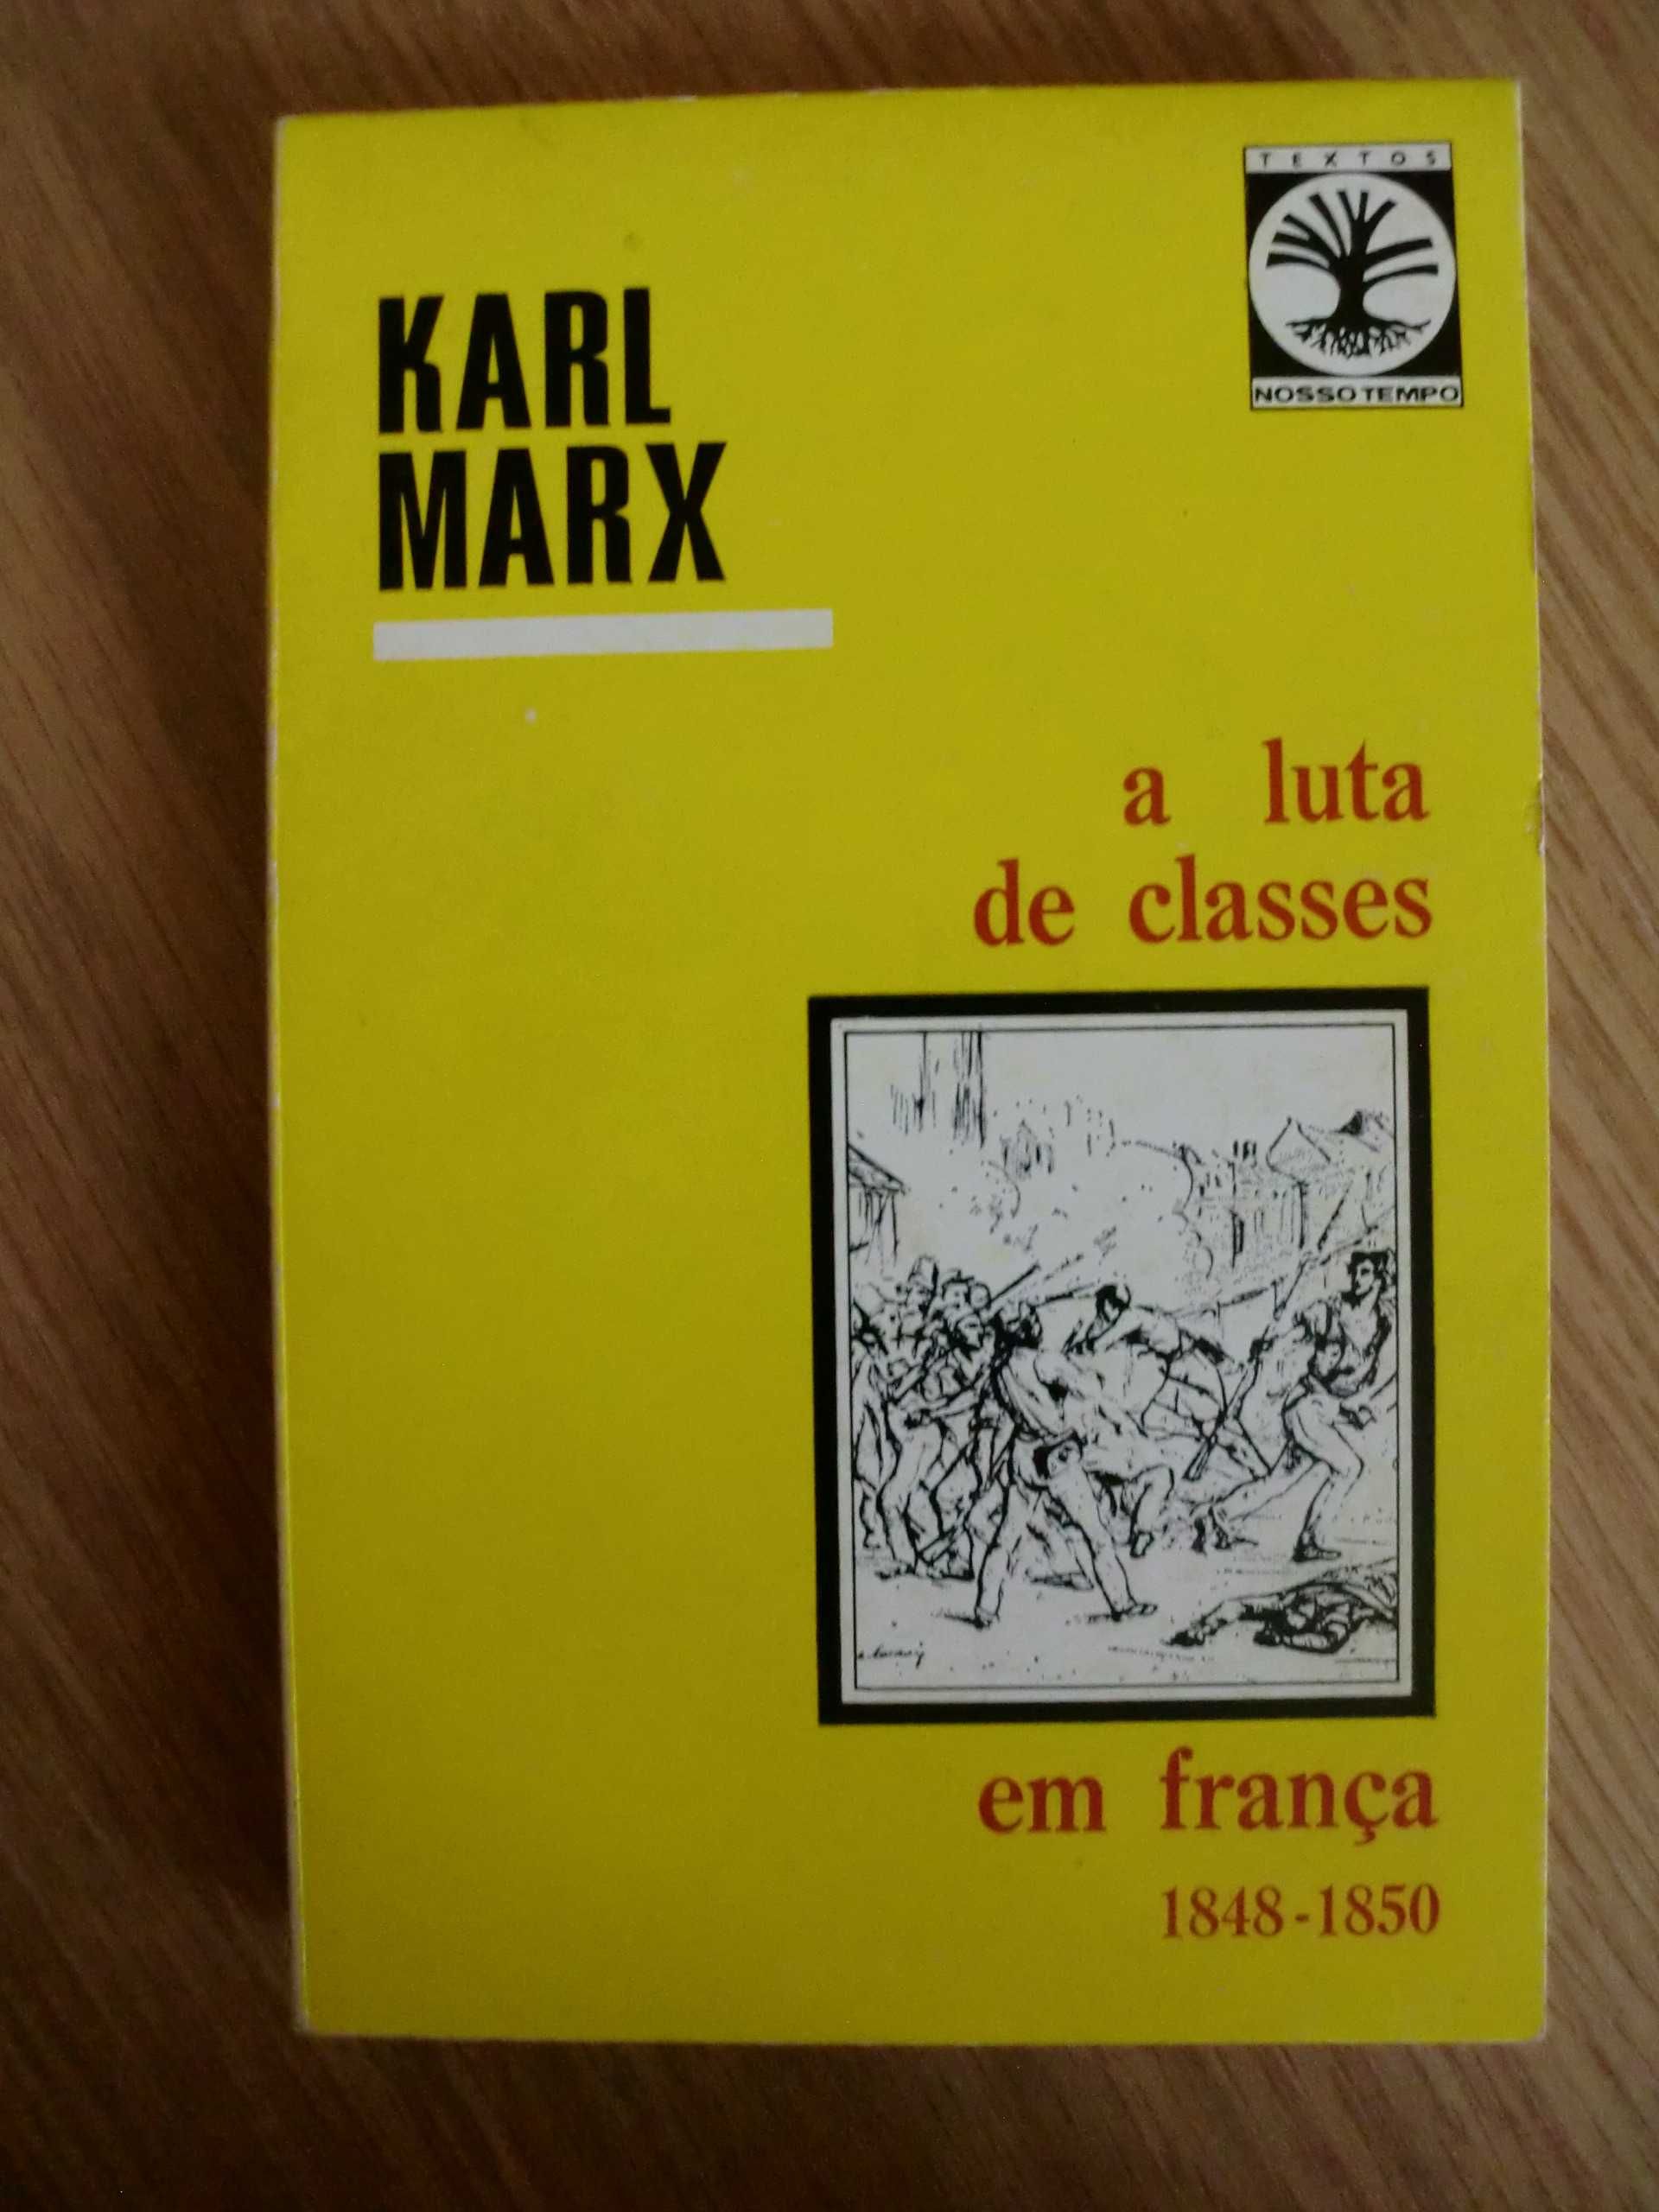 TEXTOS
NOSSO TEMPO
KARL
MARX
a luta
de classes
em frança
1848-1850